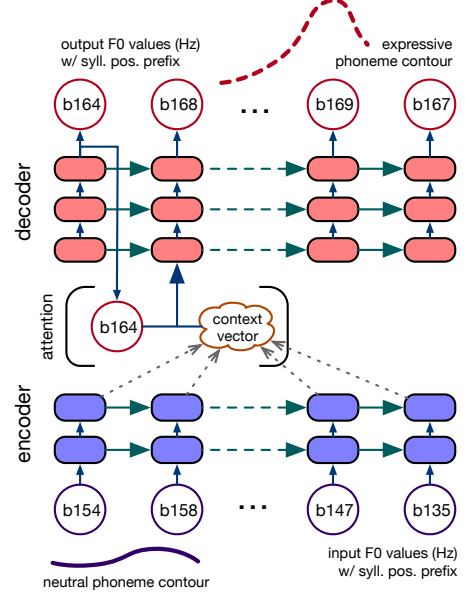 output F0 values (Hz)
w/ syll. pos. prefix
expressive
phoneme contour
b164
b168
...
b169
b167
decoder
attention
b164
context
vector
encoder
b154
b158
...
b147
b135
neutral phoneme contour
input F0 values (Hz)
w/ syll. pos. prefix